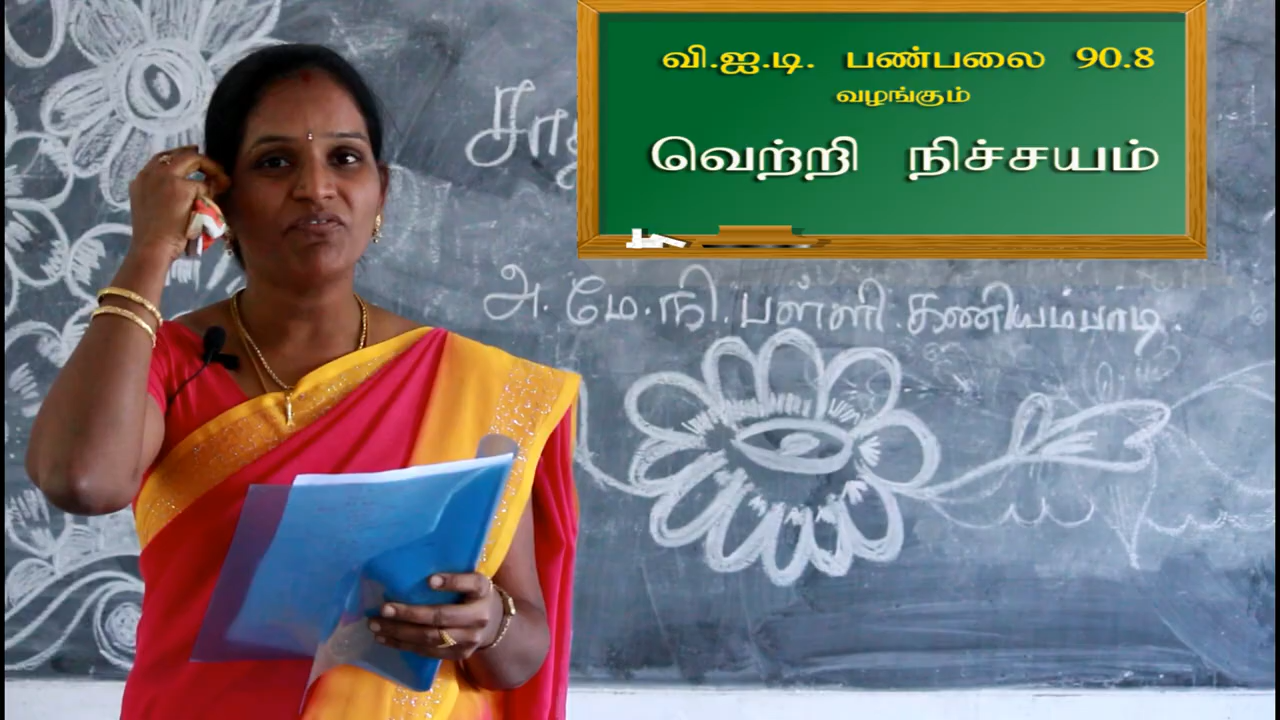 வி.ஐ.டி. பண்பலை 90.8
வழங்கும்
வெற்றி நிச்சயம்
அ.மே.நி.பள்ளி.கணியம்பாடி.